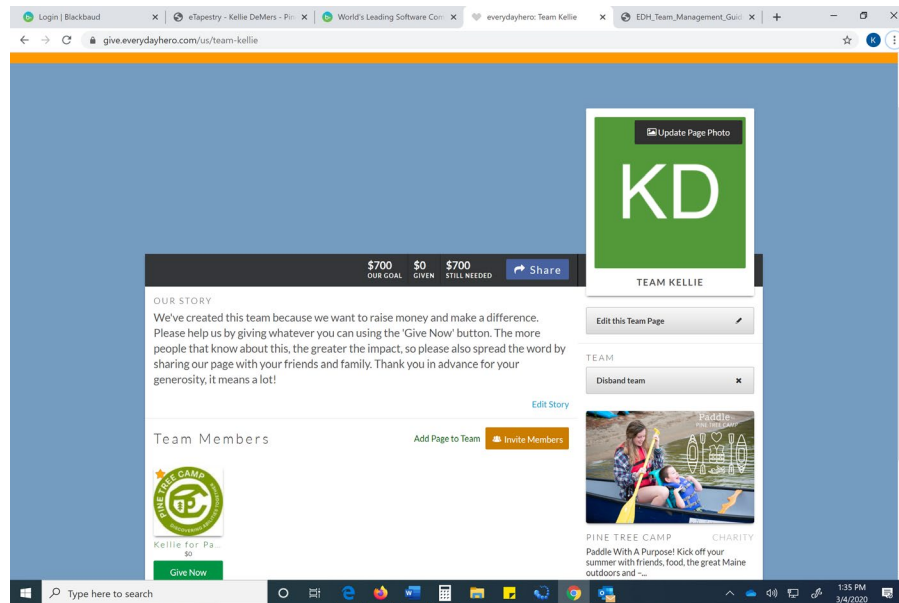 Login | Blackbaud
eTapestry - Kellie DeMers - Pin
World's Leading Software Com
everydayhero: Team Kellie
EDH_Team_Management_Guid
give.everydayhero.com/us/team-kellie
K
Update Page Photo
KD
TEAM KELLIE
$700 $0 $700
OUR GOAL GIVEN STILL NEEDED
Share
OUR STORY
We've created this team because we want to raise money and make a difference.
Please help us by giving whatever you can using the 'Give Now' button. The more
people that know about this, the greater the impact, so please also spread the word by
sharing our page with your friends and family. Thank you in advance for your
generosity, it means a lot!
Edit Story
Edit this Team Page
TEAM
Disband team
Team Members
Add Page to Team
Invite Members
PINE TREE CAMP
DISCOVERING ABILITIES
Kellie for Pa...
$0
Give Now
Paddle
PINE TREE CAMP
PINE TREE CAMP CHARITY
Paddle With A Purpose! Kick off your
summer with friends, food, the great Maine
outdoors and –...
Type here to search
1:35 PM
3/4/2020